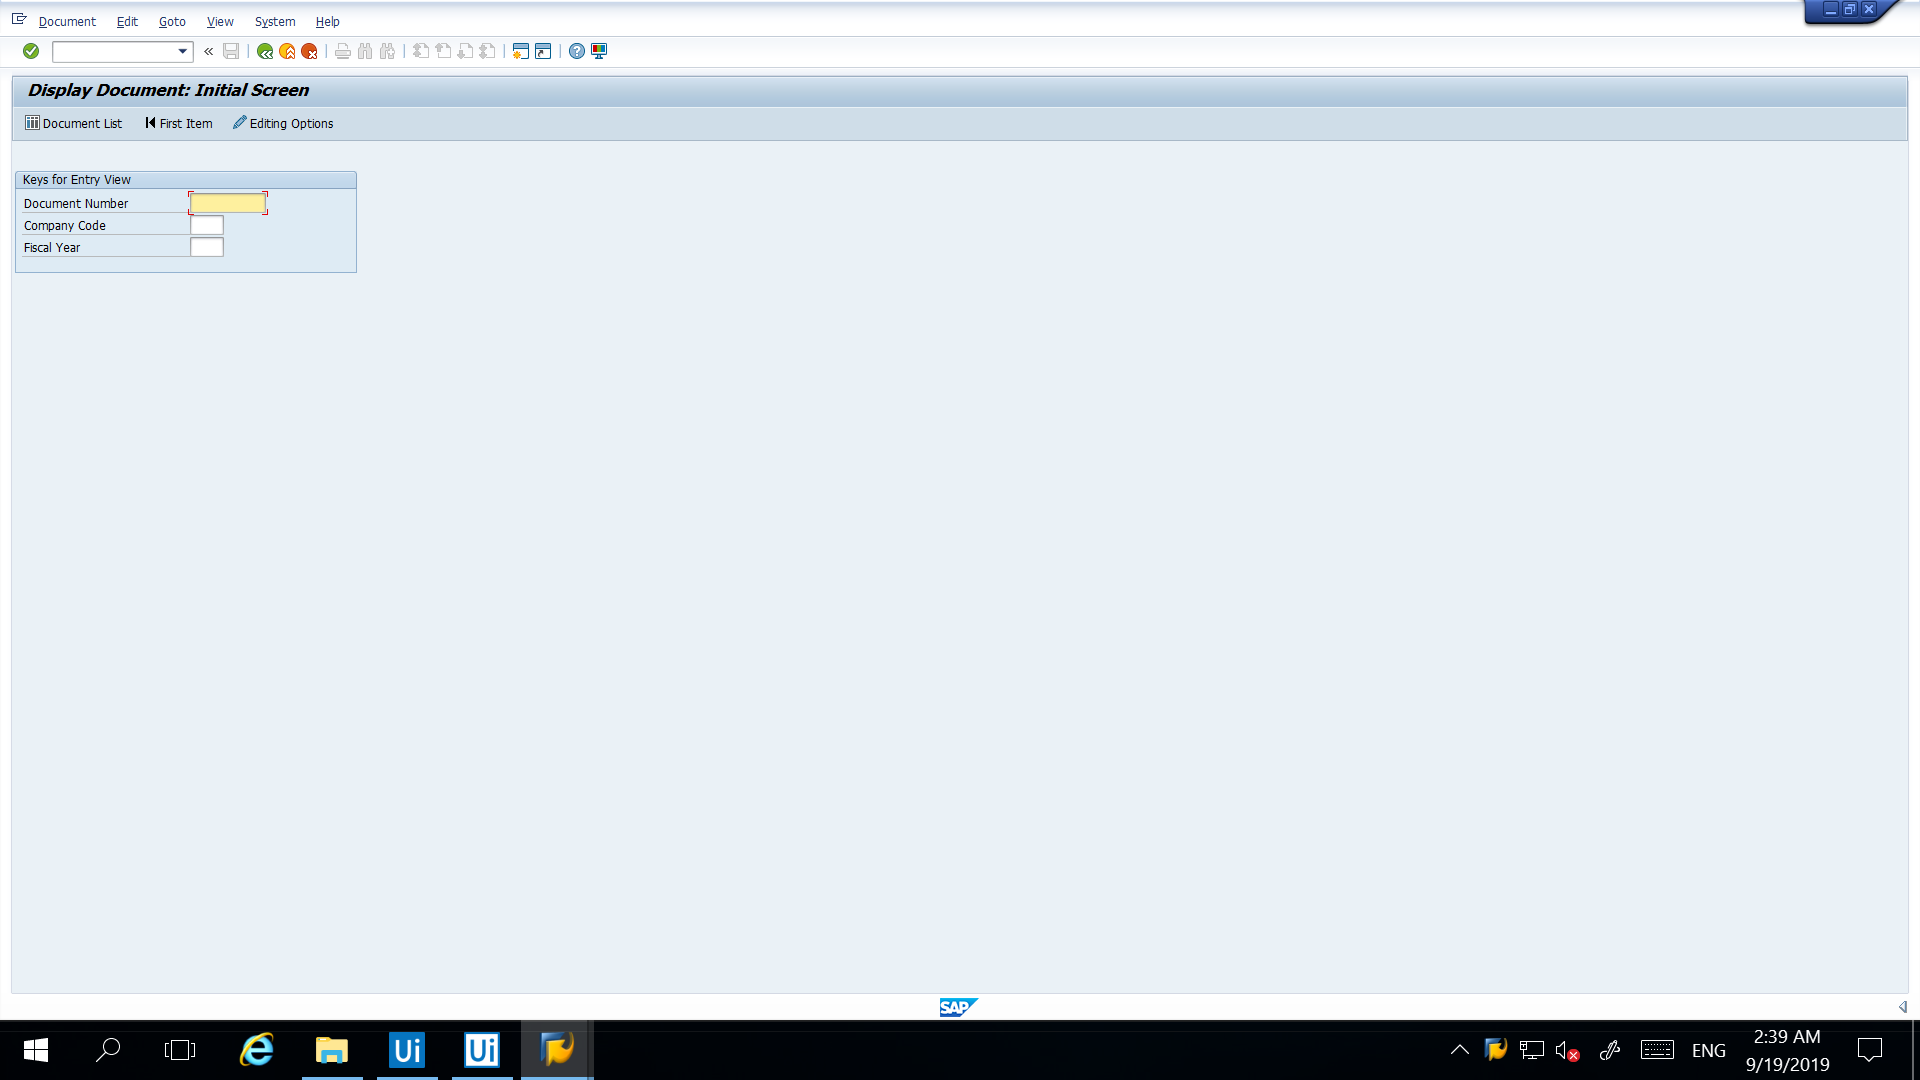 Document Edit Goto View System Help
Display Document: Initial Screen
Document List First Item Editing Options
Keys for Entry View
Document Number
Company Code
Fiscal Year
SAP
Ui Ui ENG 2:39 AM
9/19/2019